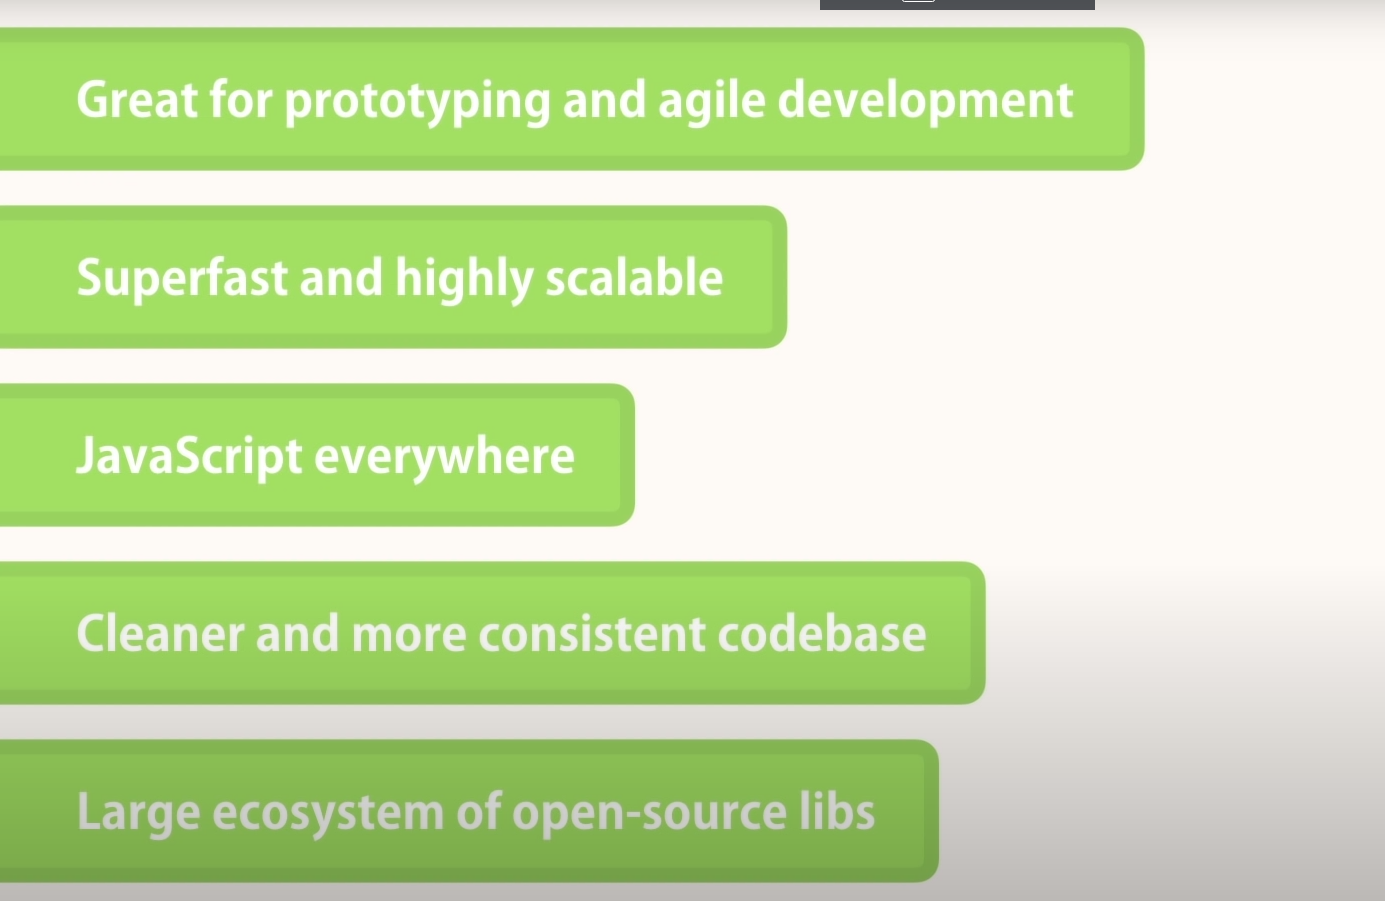 Great for prototyping and agile development
Superfast and highly scalable
JavaScript everywhere
Cleaner and more consistent codebase
Large ecosystem of open-source libs